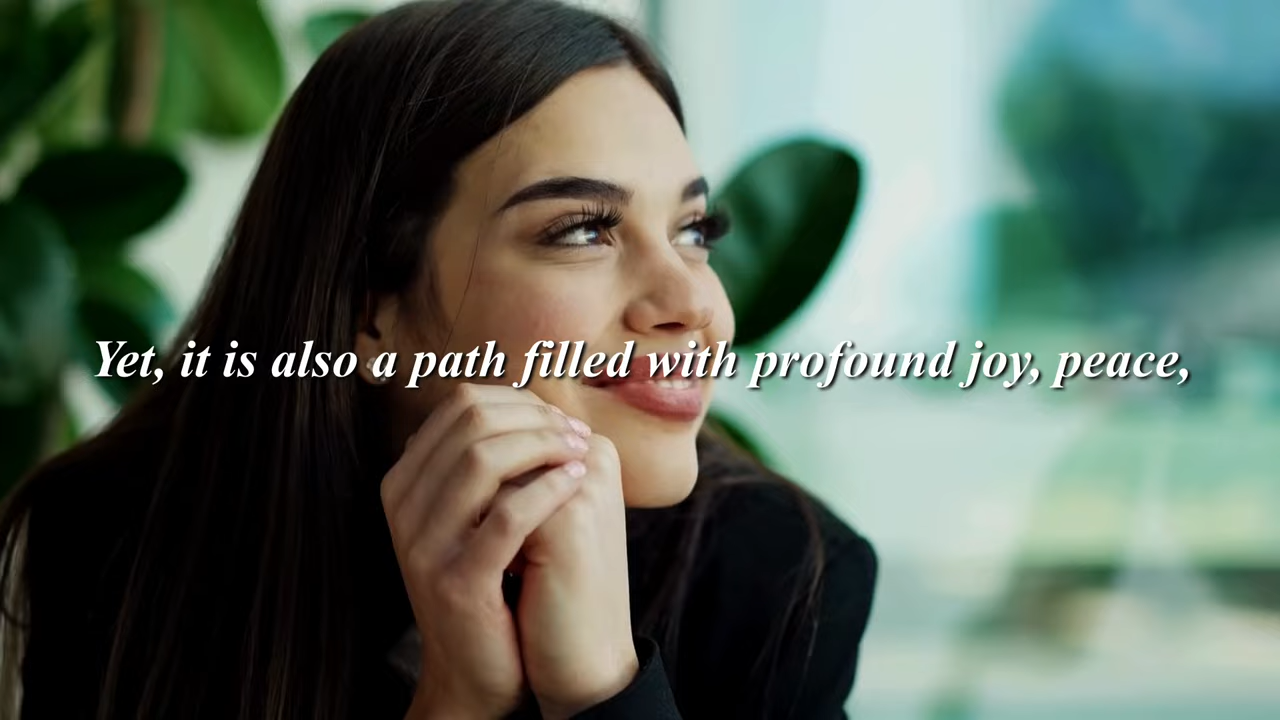 Yet, it is also a path filled with profound joy, peace,